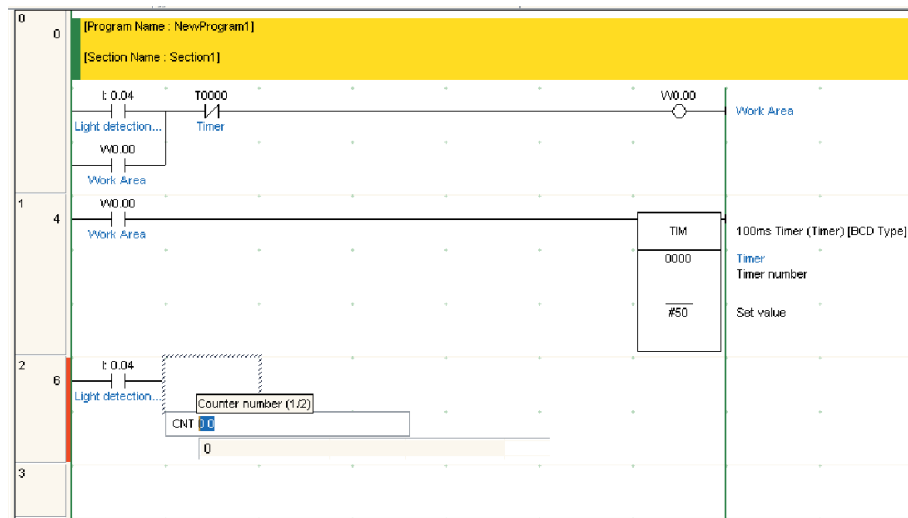 0
0
[Program Name : NewProgram1]
[Section Name : Section1]
I: 0.04 T0000 W0.00
Light detection... Timer Work Area
W0.00
Work Area
1
4
W0.00
Work Area
TIM 100ms Timer (Timer) [BCD Type]
0000 Timer
Timer number
#50 Set value
2
6
I: 0.04
Light detection...
Counter number (1/2)
CNT 0 0
0
3